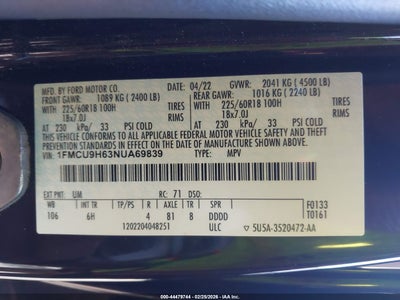 MFD. BY FORD MOTOR CO. 04/22 GVWR: 2041 KG ( 4500 LB)
FRONT GAWR: 1089 KG ( 2400 LB) REAR GAWR: 1016 KG ( 2240 LB)
225/60R18 100H TIRES 225/60R18 100H TIRES
18x7.0J RIMS 18x7.0J RIMS
AT 230 kPa/ 33 PSI COLD AT 230 kPa/ 33 PSI COLD
THIS VEHICLE CONFORMS TO ALL APPLICABLE FEDERAL MOTOR VEHICLE SAFETY AND THEFT PREVENTION STANDARDS IN EFFECT ON THE DATE OF MANUFACTURE SHOWN ABOVE.
VIN: 1FMCU9H63NUA69839 TYPE: MPV
EXT PNT: UM RC: 71 DSO: F0133
WB INT TR TP/PS R AXLE TR SPR T0161
106 6H 4 81 8 DDDD
1202204048251 ULC 5U5A-3520472-AA
000-44479744 - 02/25/2026 - © IAA Holdings, LLC